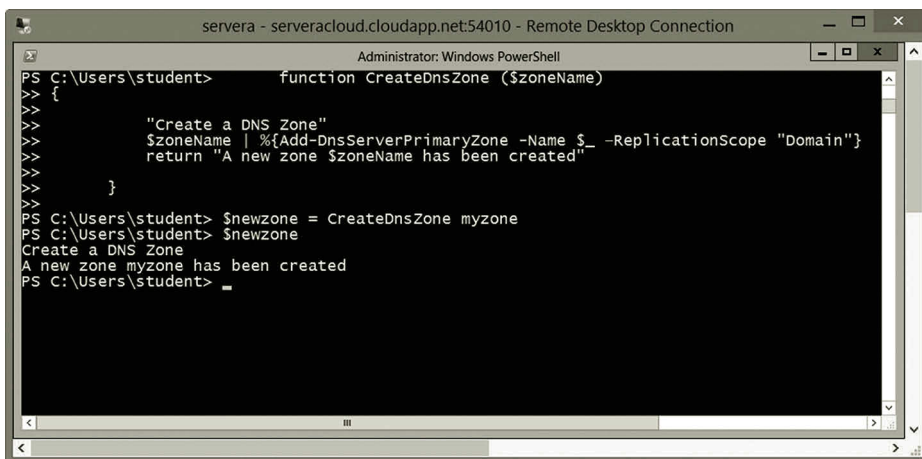 servera - serveracloud.cloudapp.net:54010 - Remote Desktop Connection
Administrator: Windows PowerShell
PS C:\Users\student>        function CreateDnsZone ($zoneName)
>> {
>>
>>           "Create a DNS Zone"
>>           $zoneName | %{Add-DnsServerPrimaryZone -Name $_ –ReplicationScope "Domain"}
>>           return "A new zone $zoneName has been created"
>>
>>       }
>>
PS C:\Users\student> $newzone = CreateDnsZone myzone
PS C:\Users\student> $newzone
Create a DNS Zone
A new zone myzone has been created
PS C:\Users\student> _